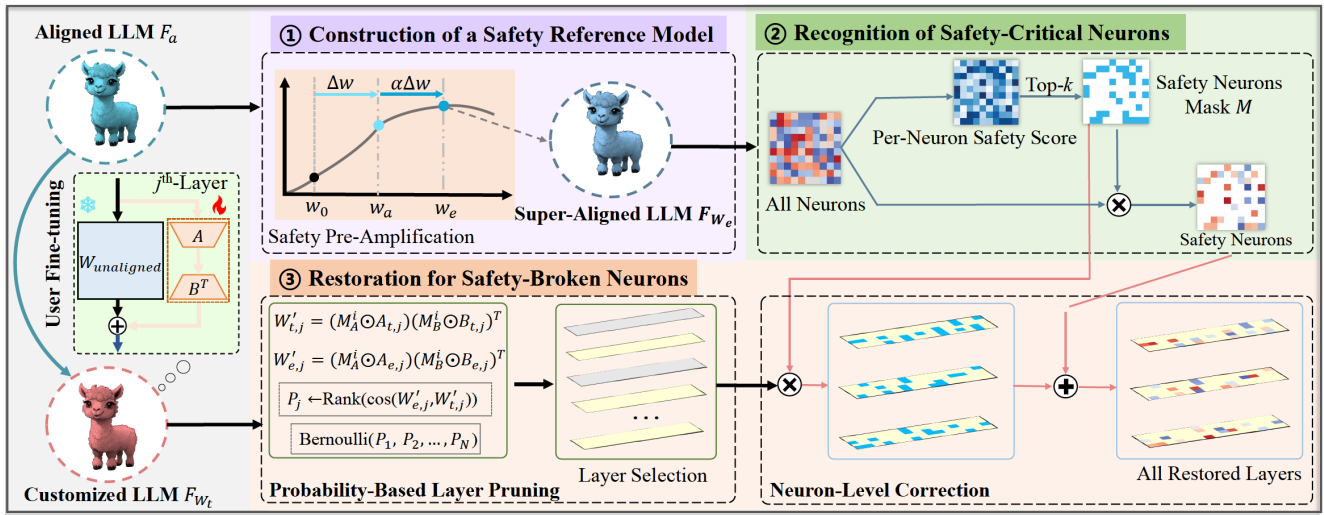 Aligned LLM F_a
User Fine-tuning
j^th-Layer
W_unaligned
A
B^T
Customized LLM F_{W_t}
① Construction of a Safety Reference Model
Δw
αΔw
w_0
w_a
w_e
Safety Pre-Amplification
Super-Aligned LLM F_{W_e}
② Recognition of Safety-Critical Neurons
All Neurons
Top-k
Per-Neuron Safety Score
Safety Neurons
Mask M
Safety Neurons
③ Restoration for Safety-Broken Neurons
W'_{t,j} = (M_A^i⊙A_{t,j})(M_B^i⊙B_{t,j})^T
W'_{e,j} = (M_A^i⊙A_{e,j})(M_B^i⊙B_{e,j})^T
P_j ←Rank(cos(W'_{e,j},W'_{t,j}))
Bernoulli(P_1, P_2, ..., P_N)
...
Layer Selection
Probability-Based Layer Pruning
All Restored Layers
Neuron-Level Correction